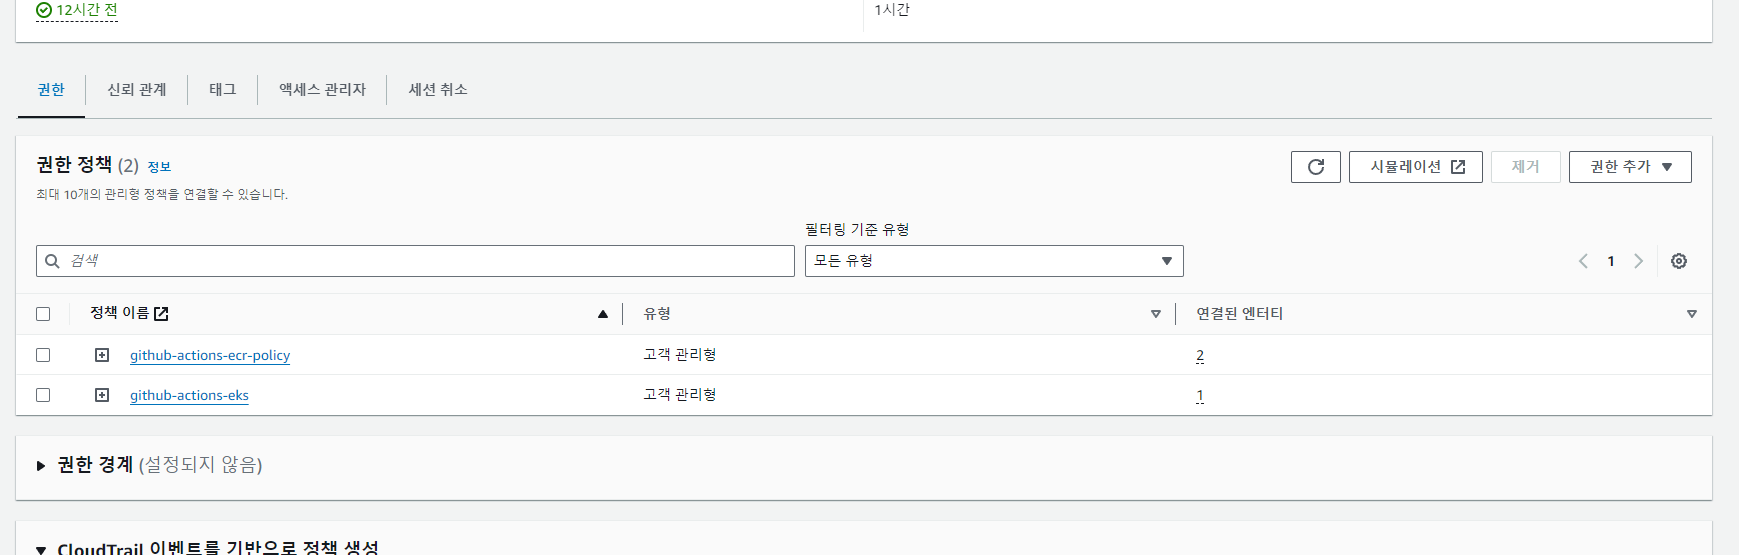 12시간 전
1시간
권한 신뢰 관계 태그 액세스 관리자 세션 취소
권한 정책 (2) 정보
시뮬레이션 제거 권한 추가
최대 10개의 관리형 정책을 연결할 수 있습니다.
필터링 기준 유형
검색 모든 유형 1
정책 이름 유형 연결된 엔터티
github-actions-ecr-policy 고객 관리형 2
github-actions-eks 고객 관리형 1
권한 경계 (설정되지 않음)
CloudTrail 이벤트를 기반으로 정책 생성